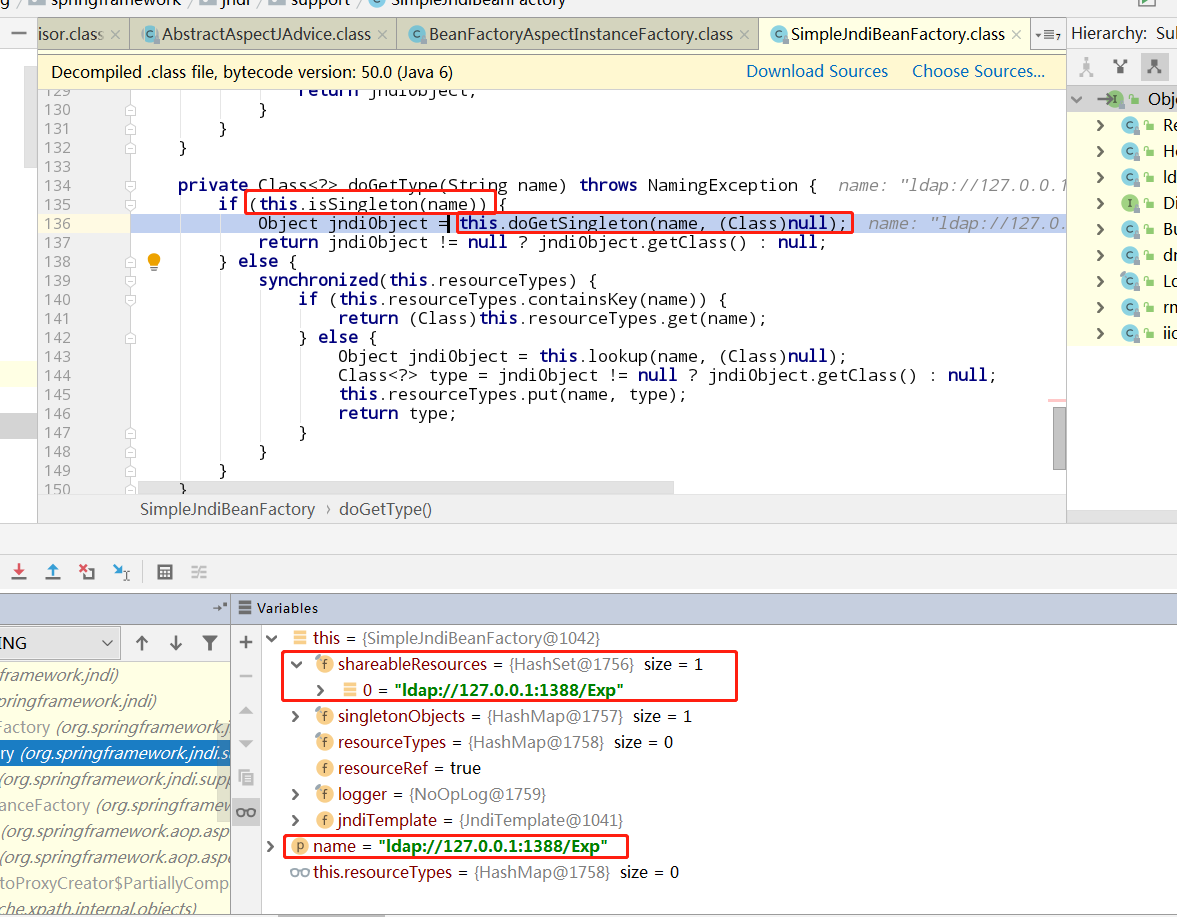 springframework jndi support SimpleJndiBeanFactory
isor.class AbstractAspectJAdvice.class BeanFactoryAspectInstanceFactory.class SimpleJndiBeanFactory.class 7 Hierarchy: Su
Decompiled .class file, bytecode version: 50.0 (Java 6) Download Sources Choose Sources...
129 return jndiObject;
130 }
131 }
132 }
133
134 private Class<?> doGetType(String name) throws NamingException { name: "ldap://127.0.0.1
135 if (this.isSingleton(name)) {
136 Object jndiObject = this.doGetSingleton(name, (Class)null); name: "ldap://127.0.
137 return jndiObject != null ? jndiObject.getClass() : null;
138 } else {
139 synchronized(this.resourceTypes) {
140 if (this.resourceTypes.containsKey(name)) {
141 return (Class)this.resourceTypes.get(name);
142 } else {
143 Object jndiObject = this.lookup(name, (Class)null);
144 Class<?> type = jndiObject != null ? jndiObject.getClass() : null;
145 this.resourceTypes.put(name, type);
146 return type;
147 }
148 }
149 }
150 }
Obje
Re
He
ld
Di
Bu
dn
Lc
rm
iic
SimpleJndiBeanFactory › doGetType()
Variables
NG
framework.jndi)
pringframework.jndi)
Factory (org.springframework.j
ry (org.springframework.jndi.su
(org.springframework.jndi.supp
anceFactory (org.springframew
(org.springframework.aop.asp
(org.springframework.aop.aspe
toProxyCreator$PartiallyComp
che.xpath.internal.objects)
this = {SimpleJndiBeanFactory@1042}
shareableResources = {HashSet@1756} size = 1
0 = "ldap://127.0.0.1:1388/Exp"
singletonObjects = {HashMap@1757} size = 1
resourceTypes = {HashMap@1758} size = 0
resourceRef = true
logger = {NoOpLog@1759}
jndiTemplate = {JndiTemplate@1041}
name = "ldap://127.0.0.1:1388/Exp"
this.resourceTypes = {HashMap@1758} size = 0